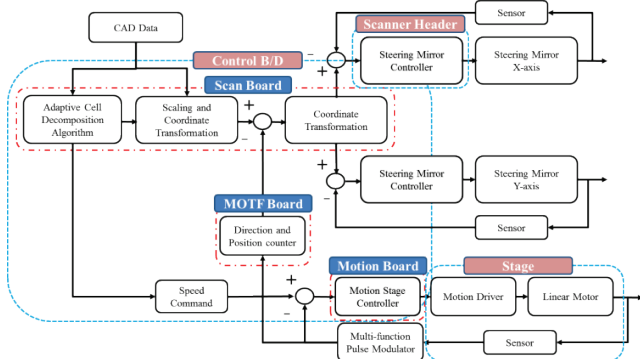 Sensor
Scanner Header
CAD Data
Steering Mirror
Controller
Steering Mirror
X-axis
Control B/D
Scan Board
Adaptive Cell
Decomposition
Algorithm
Scaling and
Coordinate
Transformation
Coordinate
Transformation
Steering Mirror
Controller
Steering Mirror
Y-axis
MOTF Board
Direction and
Position counter
Sensor
Motion Board
Stage
Speed
Command
Motion Stage
Controller
Motion Driver
Linear Motor
Multi-function
Pulse Modulator
Sensor